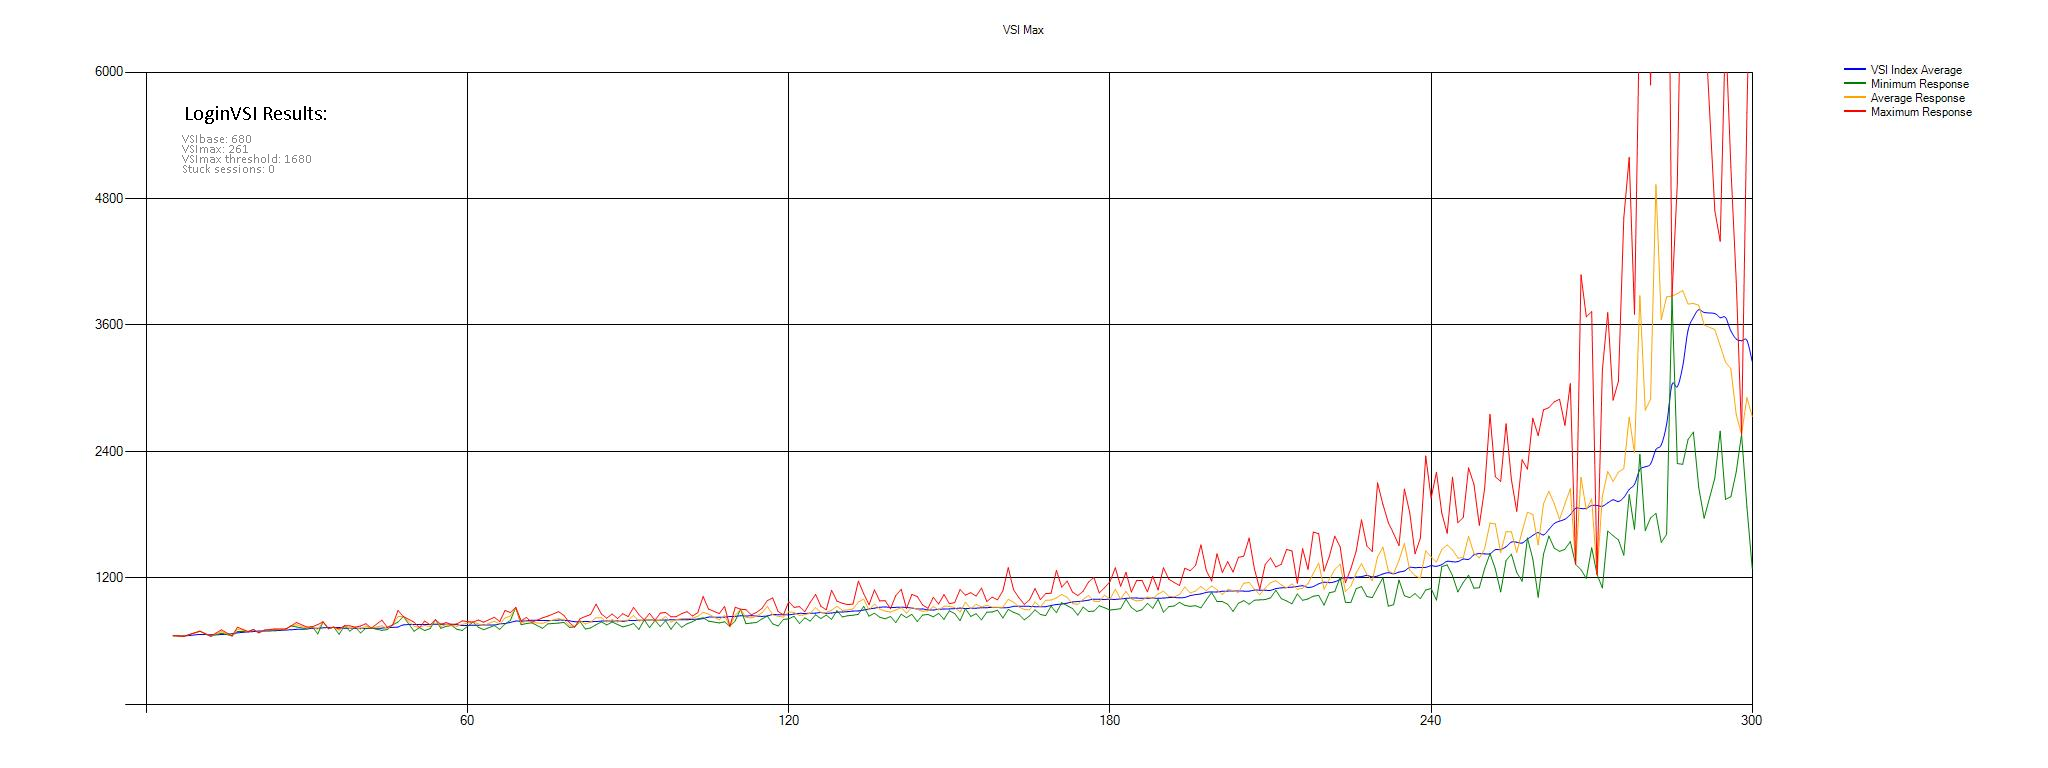 VSI Max
6000
4800
3600
2400
1200
60
120
180
240
300
LoginVSI Results:
VSIbase: 680
VSImax: 261
VSImax threshold: 1680
Stuck sessions: 0
VSI Index Average
Minimum Response
Average Response
Maximum Response